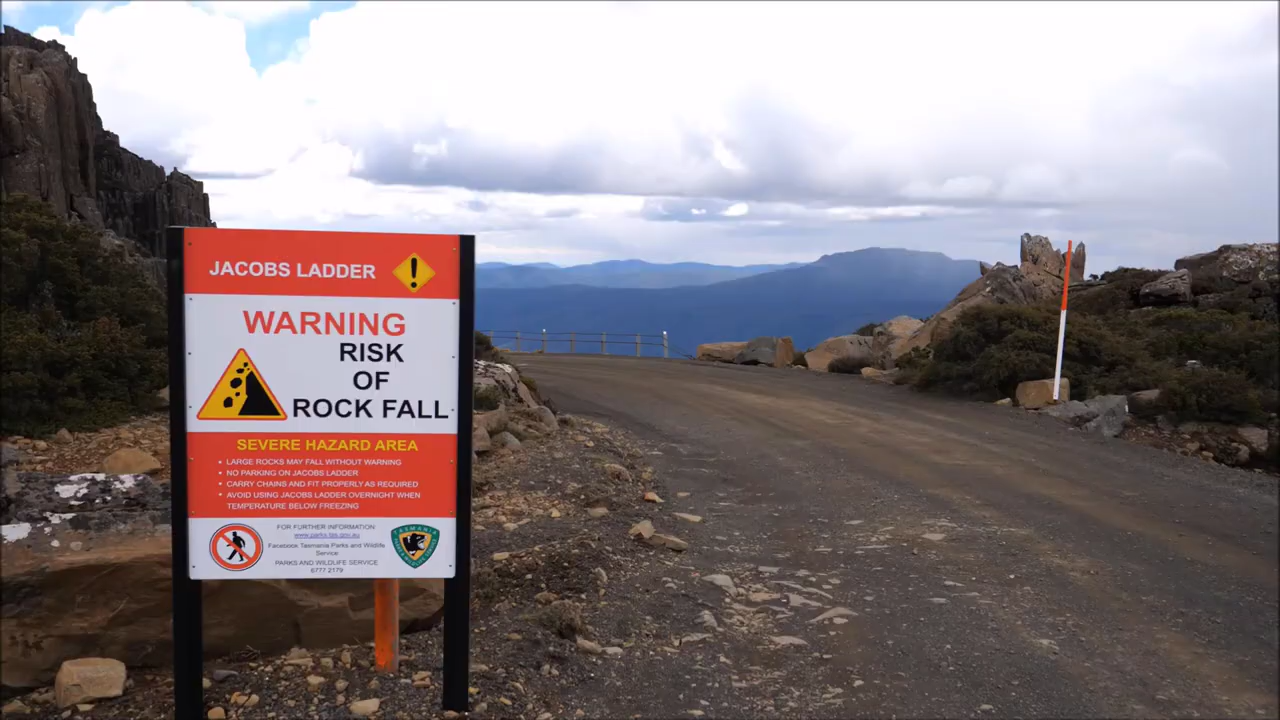 JACOBS LADDER
WARNING
RISK
OF
ROCK FALL
SEVERE HAZARD AREA
• LARGE ROCKS MAY FALL WITHOUT WARNING
• NO PARKING ON JACOBS LADDER
• CARRY CHAINS AND FIT PROPERLY AS REQUIRED
• AVOID USING JACOBS LADDER OVERNIGHT WHEN
TEMPERATURE BELOW FREEZING
FOR FURTHER INFORMATION
www.parks.tas.gov.au
Facebook Tasmania Parks and Wildlife
Service
PARKS AND WILDLIFE SERVICE
6777 2179
TASMANIA